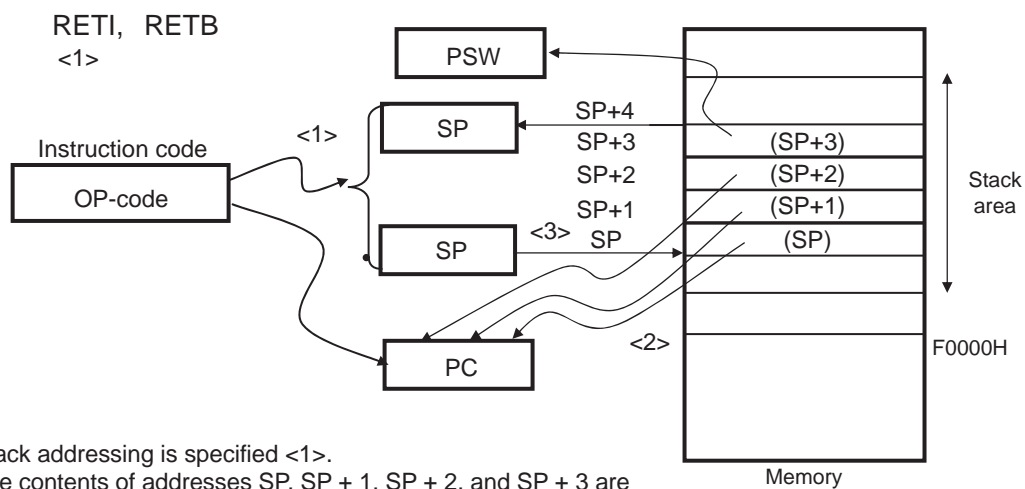 RETI, RETB
<1>
PSW
SP+4
<1>
SP
SP+3
(SP+3)
Instruction code
SP+2
(SP+2)
Stack
area
OP-code
SP+1
(SP+1)
<3>
SP
SP
(SP)
<2>
F0000H
PC
addressing is specified <1>.
contents of addresses SP, SP + 1, SP + 2, and SP + 3 are
Memory